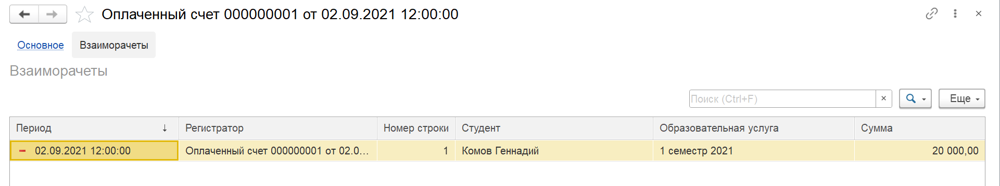 Оплаченный счет 000000001 от 02.09.2021 12:00:00
Основное Взаиморачеты
Взаиморачеты
Поиск (Ctrl+F) × Еще
Период ↓ Регистратор Номер строки Студент Образовательная услуга Сумма
02.09.2021 12:00:00 Оплаченный счет 000000001 от 02.0... 1 Комов Геннадий 1 семестр 2021 20 000,00